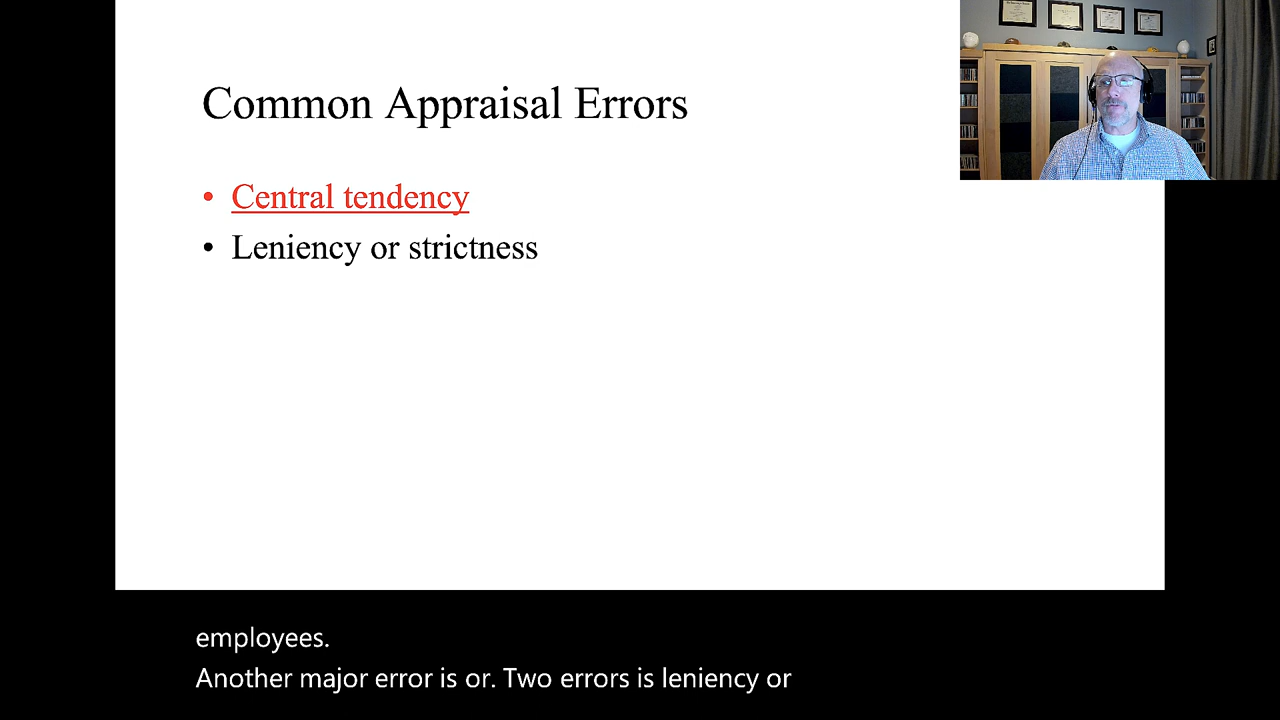 Common Appraisal Errors
• Central tendency
• Leniency or strictness
employees.
Another major error is or. Two errors is leniency or